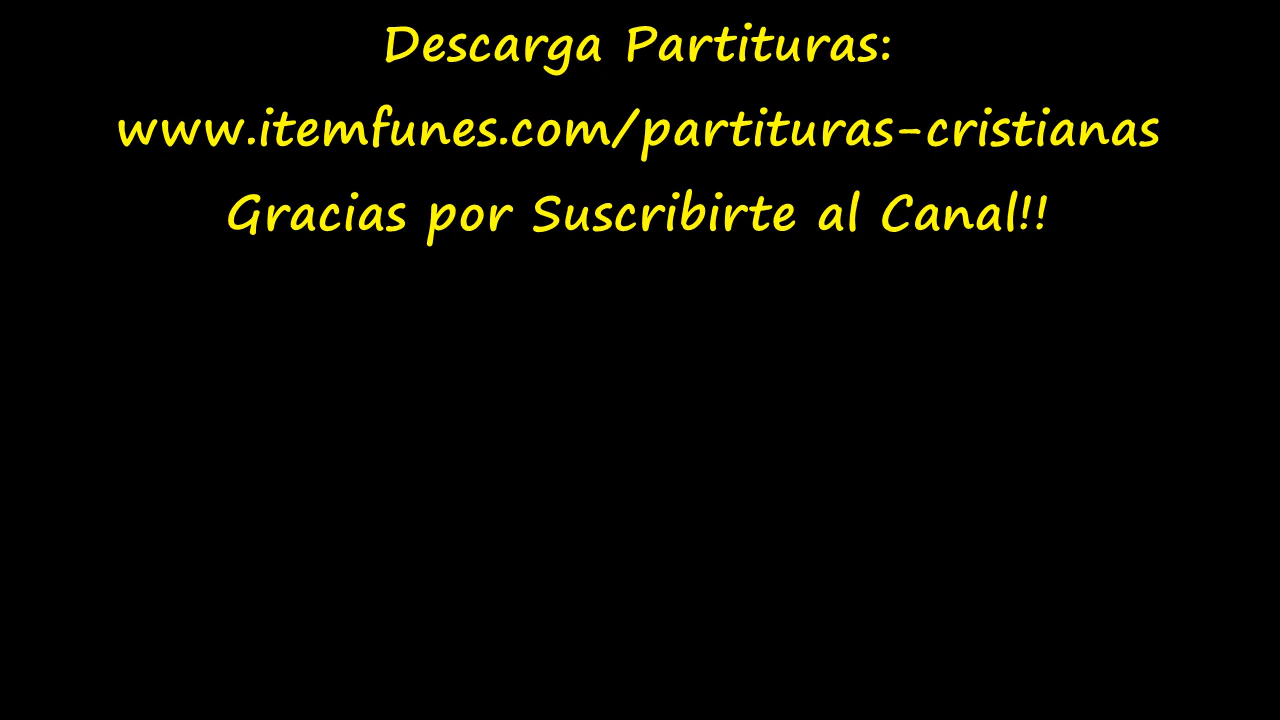 Descarga Partituras:
www.itemfunes.com/partituras-cristianas
Gracias por Suscribirte al Canal!!